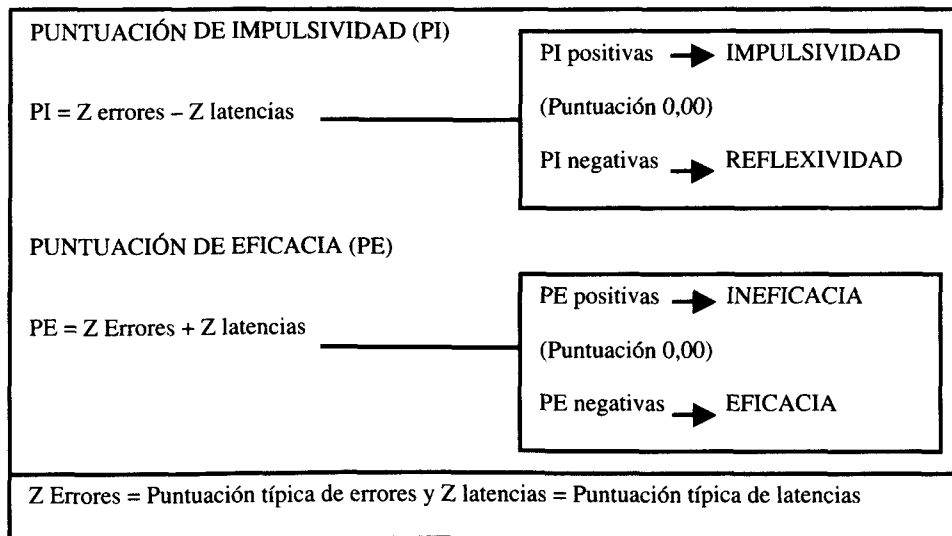 PUNTUACIÓN DE IMPULSIVIDAD (PI)
PI = Z errores – Z latencias
PI positivas → IMPULSIVIDAD
(Puntuación 0,00)
PI negativas → REFLEXIVIDAD
PUNTUACIÓN DE EFICACIA (PE)
PE = Z Errores + Z latencias
PE positivas → INEFICACIA
(Puntuación 0,00)
PE negativas → EFICACIA
Z Errores = Puntuación típica de errores y Z latencias = Puntuación típica de latencias